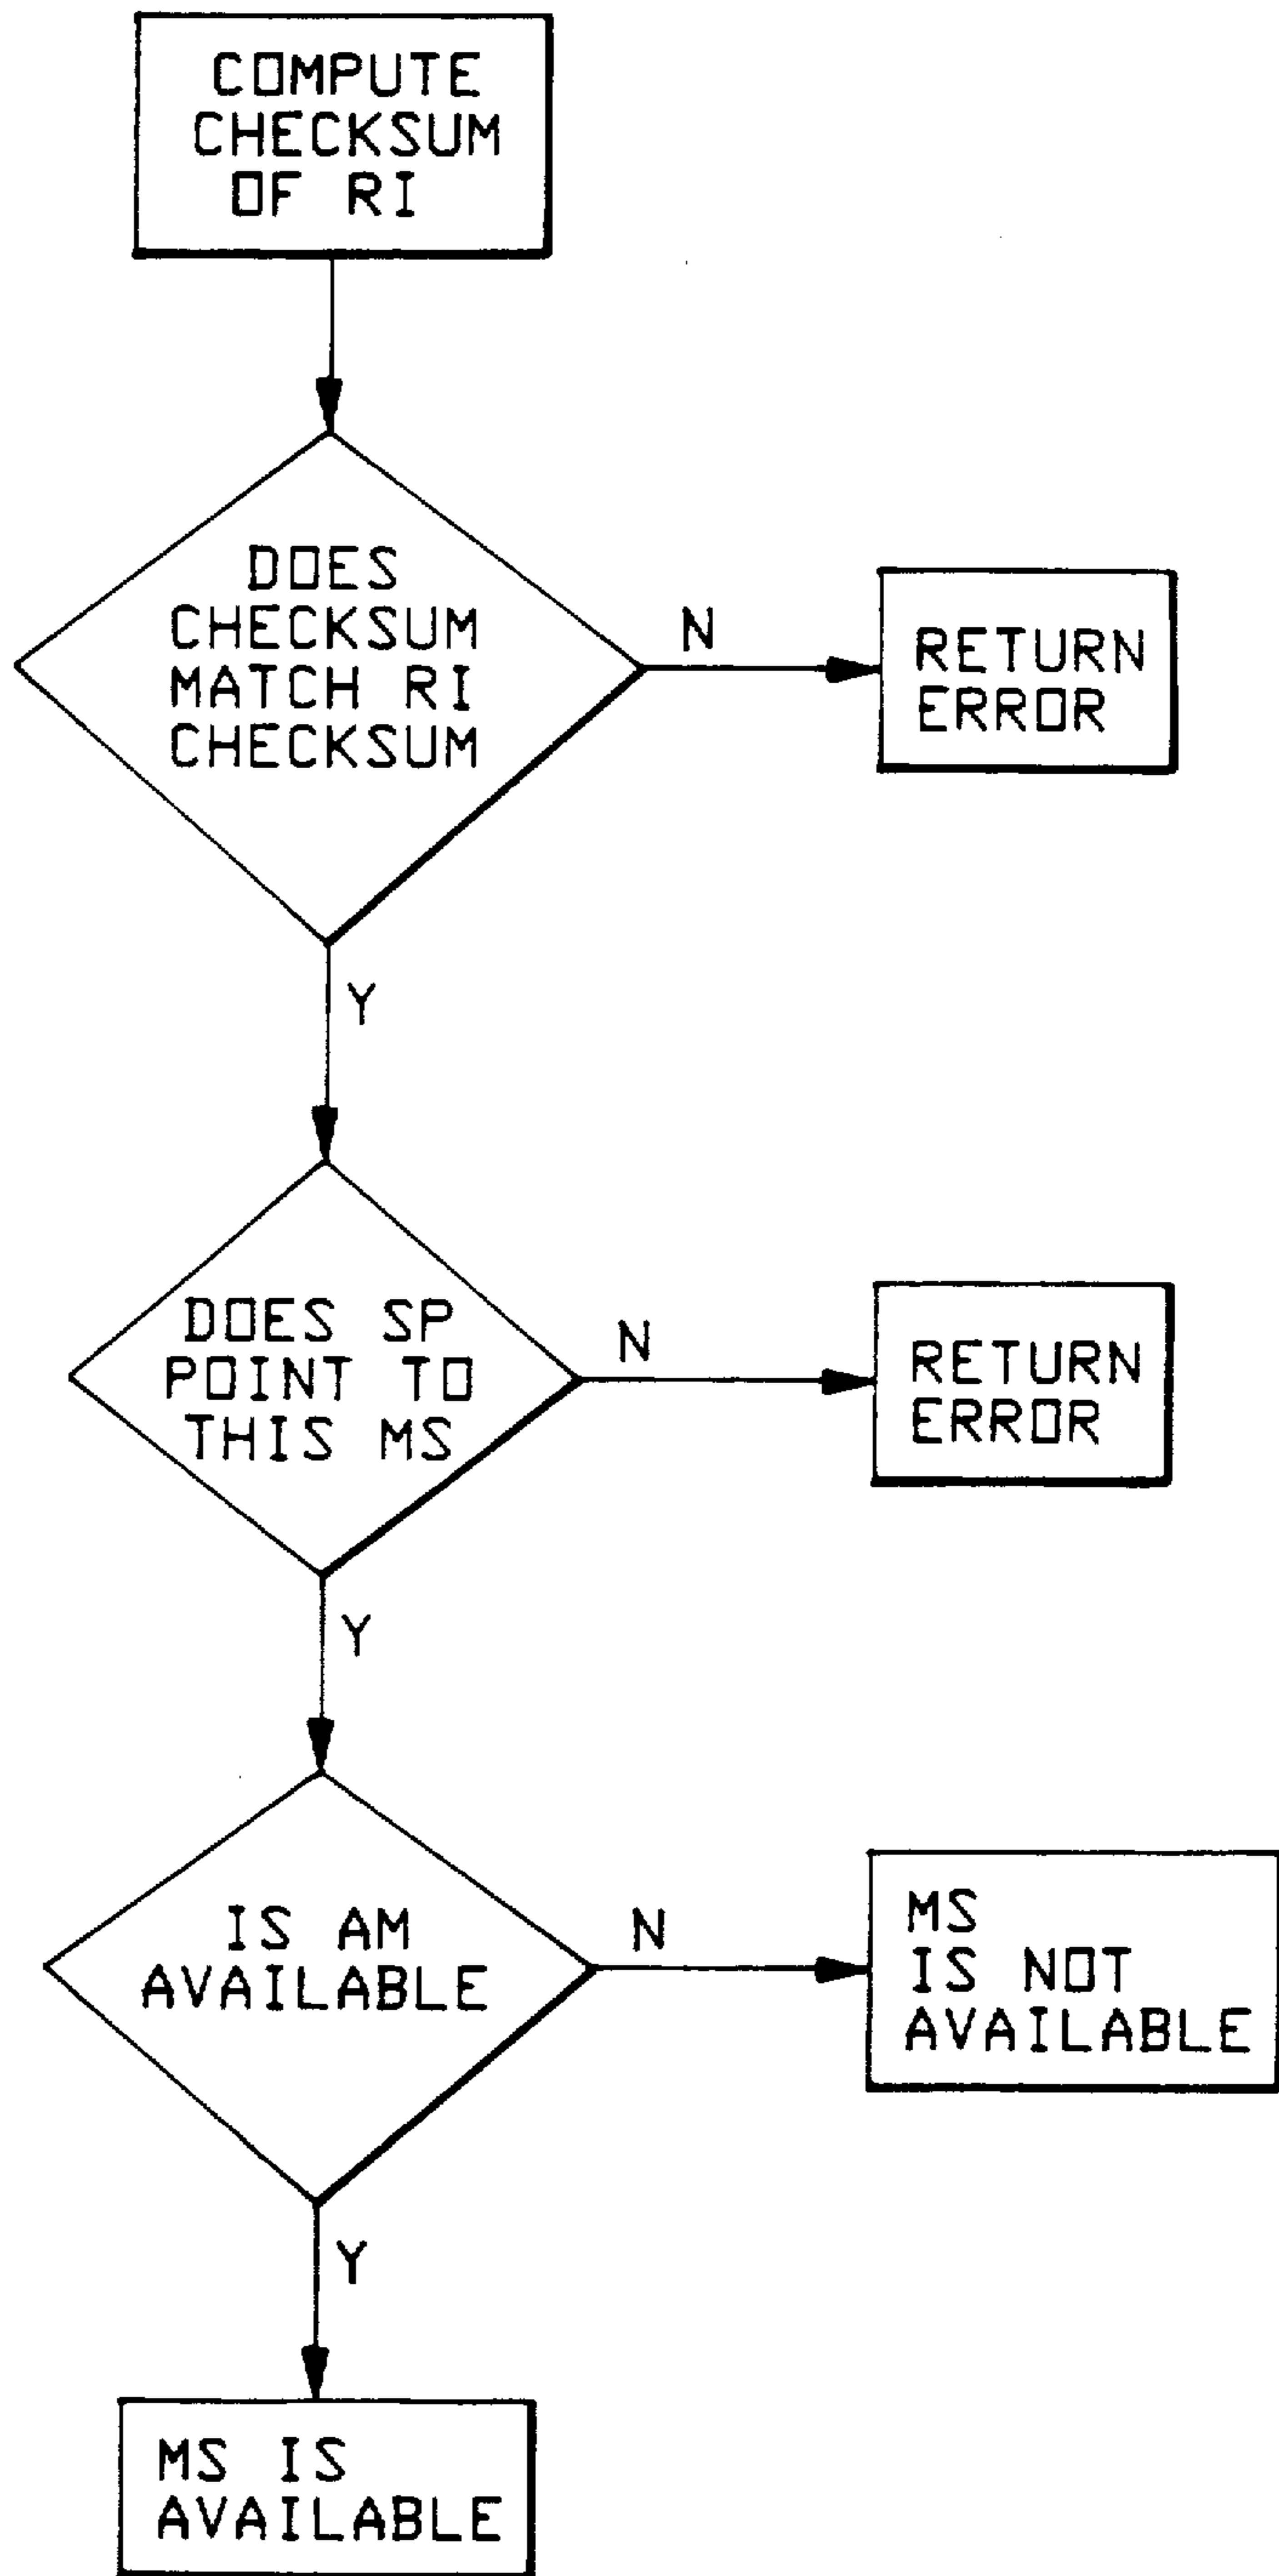 COMPUTE
CHECKSUM
OF RI
DOES
CHECKSUM
MATCH RI
CHECKSUM
N
RETURN
ERROR
Y
DOES SP
POINT TO
THIS MS
N
RETURN
ERROR
Y
IS AM
AVAILABLE
N
MS
IS NOT
AVAILABLE
Y
MS IS
AVAILABLE